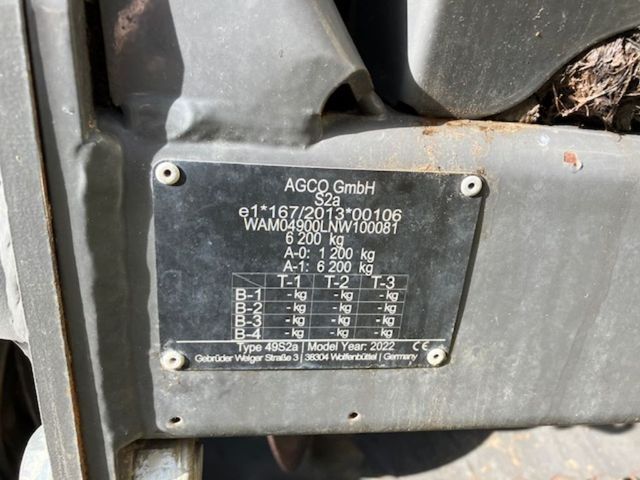 AGCO GmbH
S2a
e1*167/2013*00106
WAM04900LNW100081
6 200 kg
A-0: 1 200 kg
A-1: 6 200 kg
T-1 T-2 T-3
B-1 - kg - kg - kg
B-2 - kg - kg - kg
B-3 - kg - kg - kg
B-4 - kg - kg - kg
Type 49S2a | Model Year: 2022 CE
Gebrüder Welger Straße 3 | 38304 Wolfenbüttel | Germany